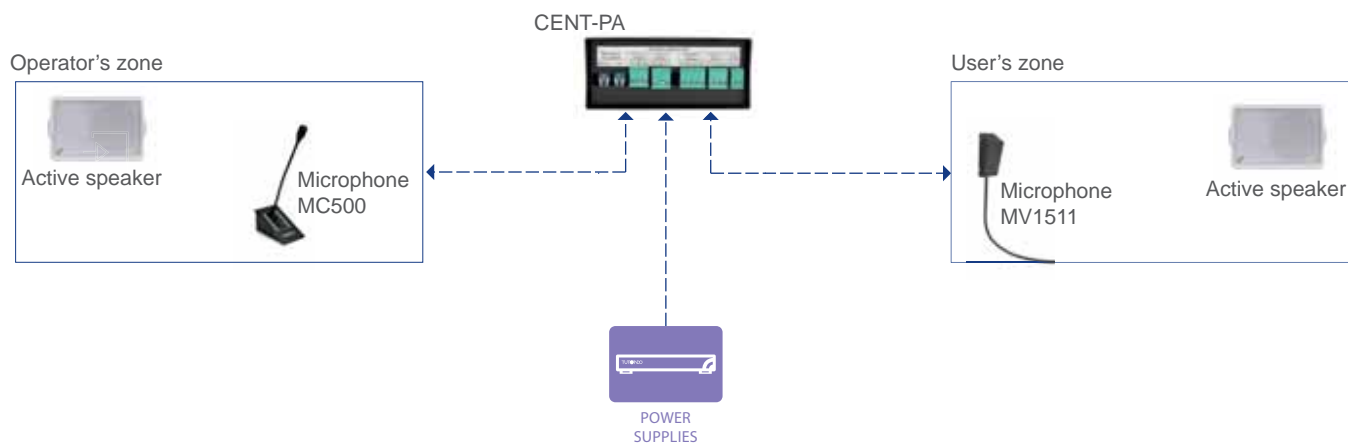 CENT-PA
Operator's zone
User's zone
Active speaker
Microphone
MC500
Microphone
MV1511
Active speaker
POWER
SUPPLIES